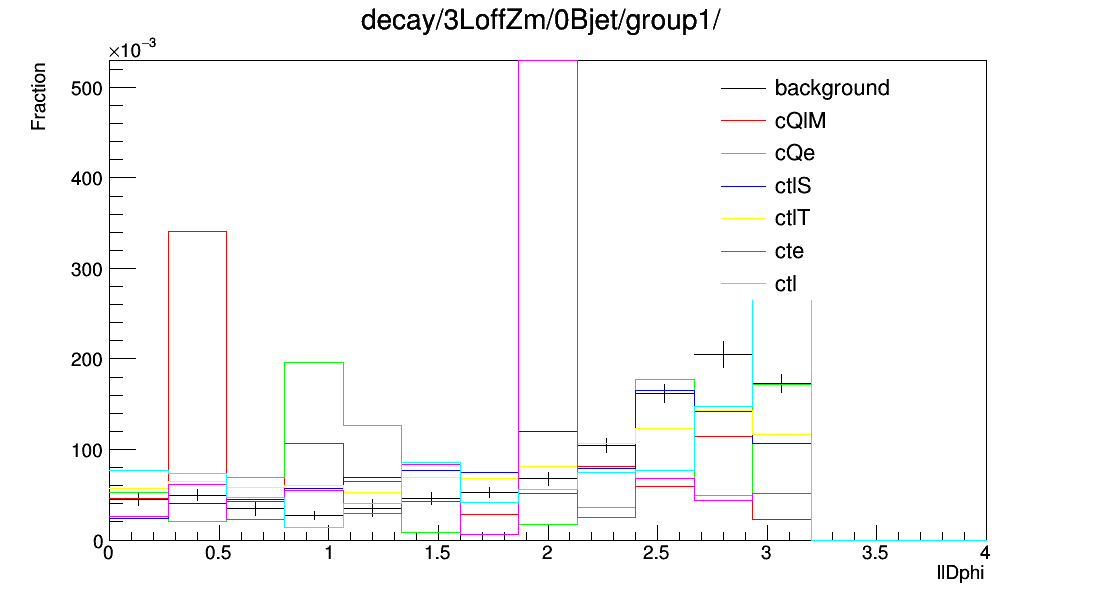 decay/3LoffZm/0Bjet/group1/
×10−3
Fraction
500
400
300
200
100
0
background
cQlM
cQe
ctlS
ctlT
cte
ctl
0 0.5 1 1.5 2 2.5 3 3.5 4
llDphi